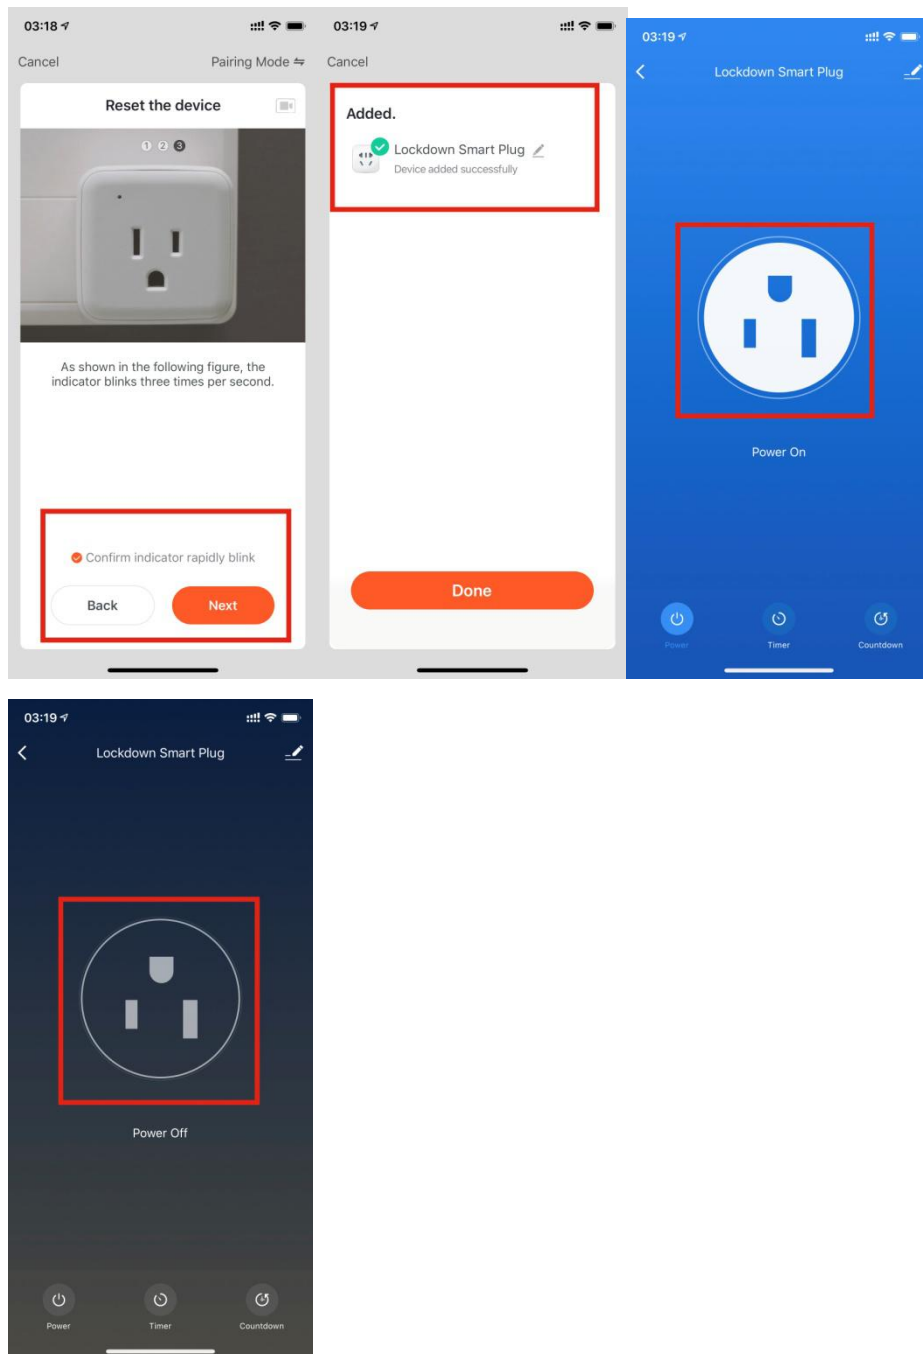 03:18
Cancel
Pairing Mode
Reset the device
1 2 3
As shown in the following figure, the
indicator blinks three times per second.
Confirm indicator rapidly blink
Back
Next
03:19
Cancel
Added.
Lockdown Smart Plug
Device added successfully
Done
03:19
Lockdown Smart Plug
Power On
Power
Timer
Countdown
03:19
Lockdown Smart Plug
Power Off
Power
Timer
Countdown